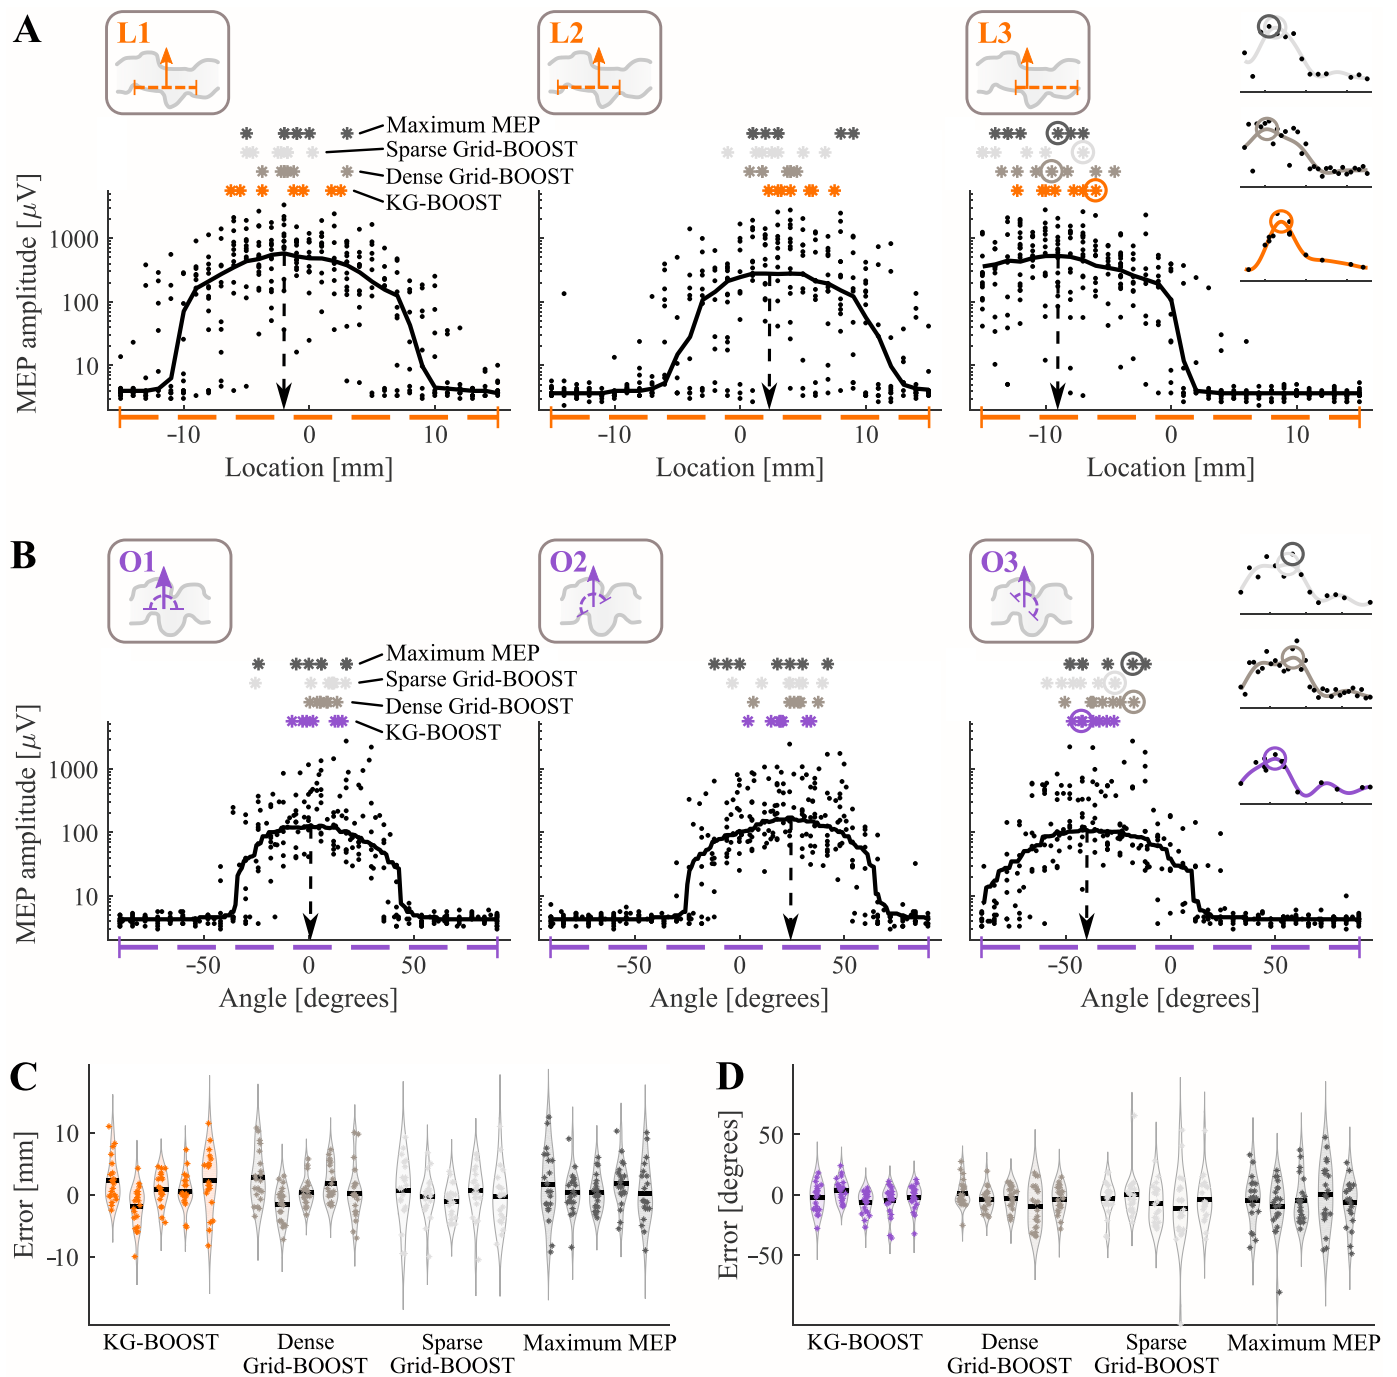 A
L1
L2
L3
Maximum MEP
Sparse Grid-BOOST
Dense Grid-BOOST
KG-BOOST
MEP amplitude [μV]
1000
100
10
-10 0 10
-10 0 10
-10 0 10
Location [mm]
Location [mm]
Location [mm]
B
O1
O2
O3
Maximum MEP
Sparse Grid-BOOST
Dense Grid-BOOST
KG-BOOST
MEP amplitude [μV]
1000
100
10
-50 0 50
-50 0 50
-50 0 50
Angle [degrees]
Angle [degrees]
Angle [degrees]
C
Error [mm]
10
0
-10
KG-BOOST
Dense
Grid-BOOST
Sparse
Grid-BOOST
Maximum MEP
D
Error [degrees]
50
0
-50
KG-BOOST
Dense
Grid-BOOST
Sparse
Grid-BOOST
Maximum MEP